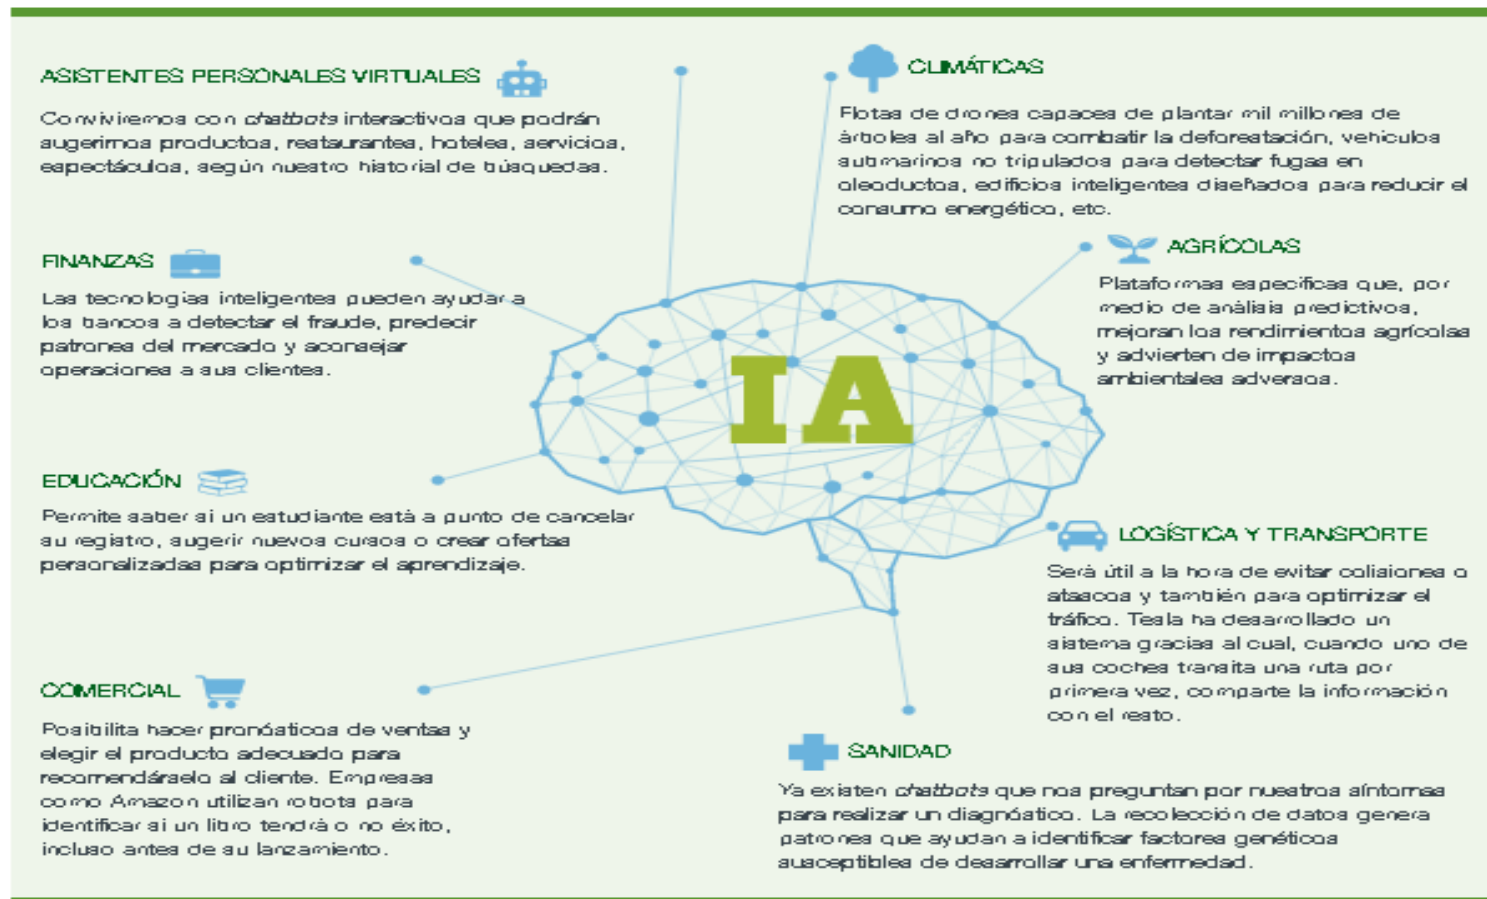 ASISTENTES PERSONALES VIRTUALES
Conviviremos con chatbots interactivos que podrán
sugerirnos productos, restaurantes, hoteles, servicios,
espectáculos, según nuestro historial de búsquedas.
CLIMÁTICAS
Flotas de drones capaces de plantar mil millones de
árboles al año para combatir la deforestación, vehículos
submarinos no tripulados para detectar fugas en
oleoductos, edificios inteligentes diseñados para reducir el
consumo energético, etc.
FINANZAS
Las tecnologías inteligentes pueden ayudar a
los bancos a detectar el fraude, predecir
patrones del mercado y aconsejar
operaciones a sus clientes.
AGRÍCOLAS
Plataformas específicas que, por
medio de análisis predictivos,
mejoran los rendimientos agrícolas
y advierten de impactos
ambientales adversos.
IA
EDUCACIÓN
Permite saber si un estudiante está a punto de cancelar
su registro, sugerir nuevos cursos o crear ofertas
personalizadas para optimizar el aprendizaje.
LOGÍSTICA Y TRANSPORTE
Será útil a la hora de evitar colisiones o
atascos y también para optimizar el
tráfico. Tesla ha desarrollado un
sistema gracias al cual, cuando uno de
sus coches transita una ruta por
primera vez, comparte la información
con el resto.
COMERCIAL
Posibilita hacer pronósticos de ventas y
elegir el producto adecuado para
recomendárselo al cliente. Empresas
como Amazon utilizan robots para
identificar si un libro tendrá o no éxito,
incluso antes de su lanzamiento.
SANIDAD
Ya existen chatbots que nos preguntan por nuestros síntomas
para realizar un diagnóstico. La recolección de datos genera
patrones que ayudan a identificar factores genéticos
susceptibles de desarrollar una enfermedad.